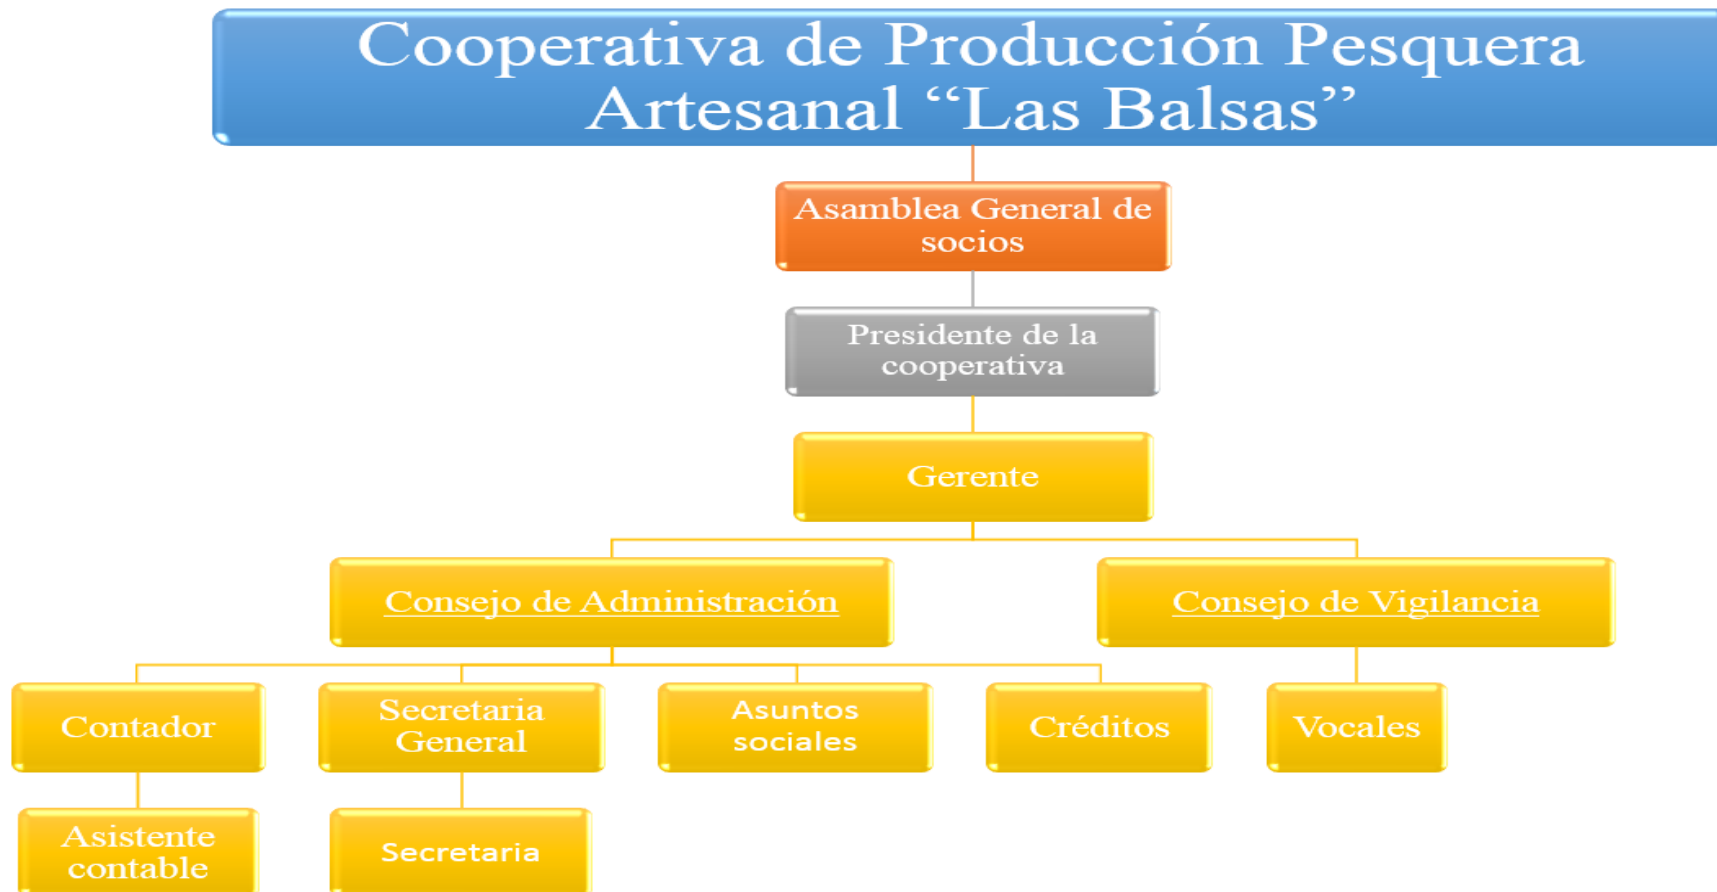 Cooperativa de Producción Pesquera
Artesanal “Las Balsas”
Asamblea General de
socios
Presidente de la
cooperativa
Gerente
Consejo de Administración
Consejo de Vigilancia
Contador
Secretaria
General
Asuntos
sociales
Créditos
Vocales
Asistente
contable
Secretaria